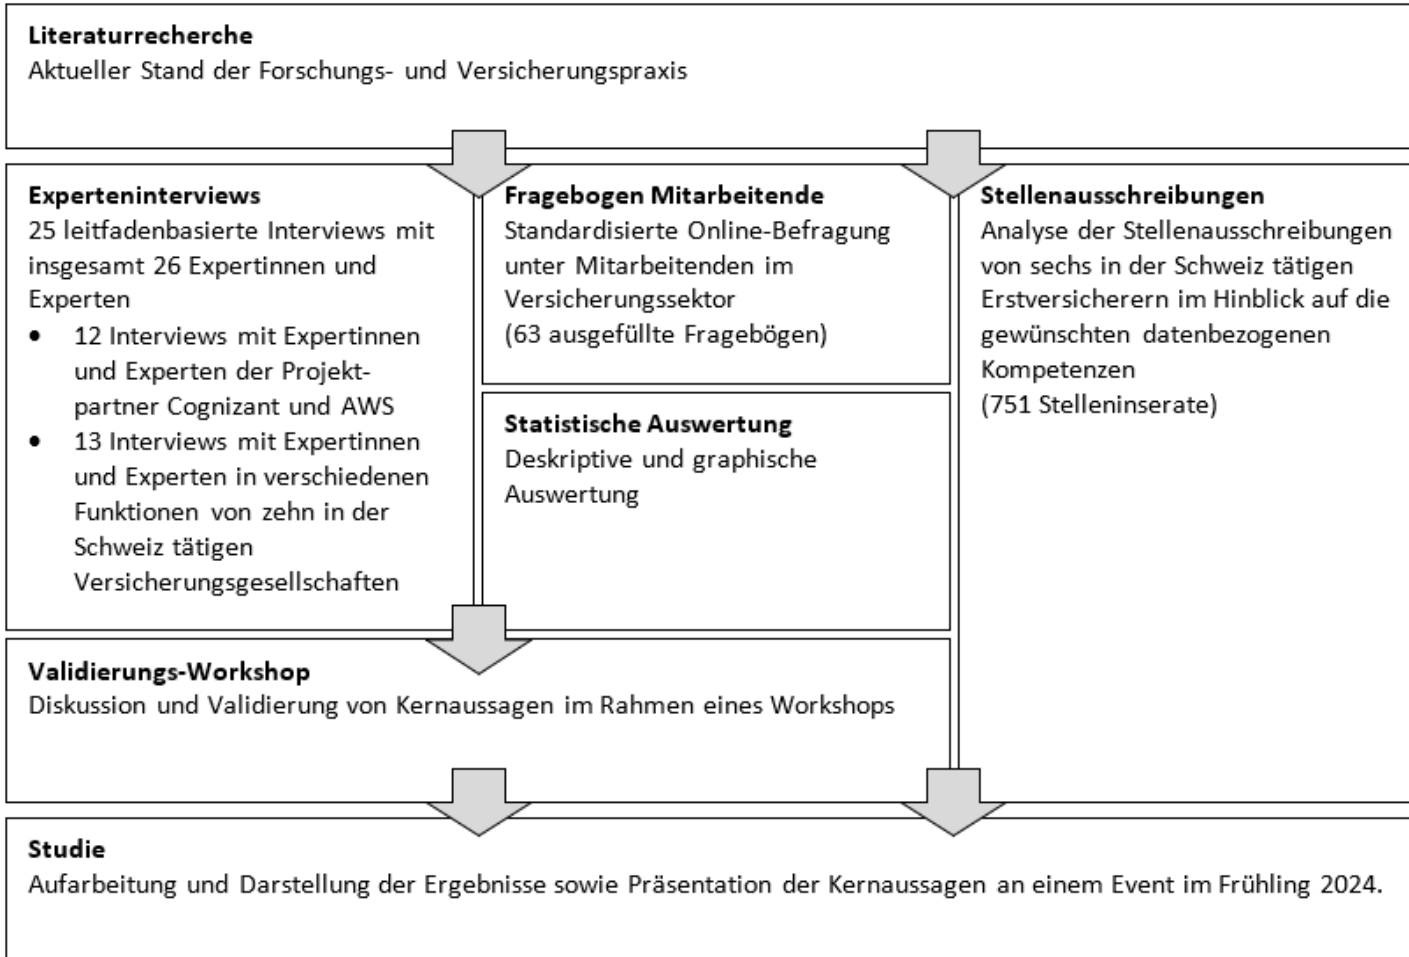 Literaturrecherche
Aktueller Stand der Forschungs- und Versicherungspraxis
Experteninterviews
25 leitfadenbasierte Interviews mit
insgesamt 26 Expertinnen und
Experten
• 12 Interviews mit Expertinnen
und Experten der Projekt-
partner Cognizant und AWS
• 13 Interviews mit Expertinnen
und Experten in verschiedenen
Funktionen von zehn in der
Schweiz tätigen
Versicherungsgesellschaften
Fragebogen Mitarbeitende
Standardisierte Online-Befragung
unter Mitarbeitenden im
Versicherungssektor
(63 ausgefüllte Fragebögen)
Statistische Auswertung
Deskriptive und graphische
Auswertung
Stellenausschreibungen
Analyse der Stellenausschreibungen
von sechs in der Schweiz tätigen
Erstversicherern im Hinblick auf die
gewünschten datenbezogenen
Kompetenzen
(751 Stelleninserate)
Validierungs-Workshop
Diskussion und Validierung von Kernaussagen im Rahmen eines Workshops
Studie
Aufarbeitung und Darstellung der Ergebnisse sowie Präsentation der Kernaussagen an einem Event im Frühling 2024.